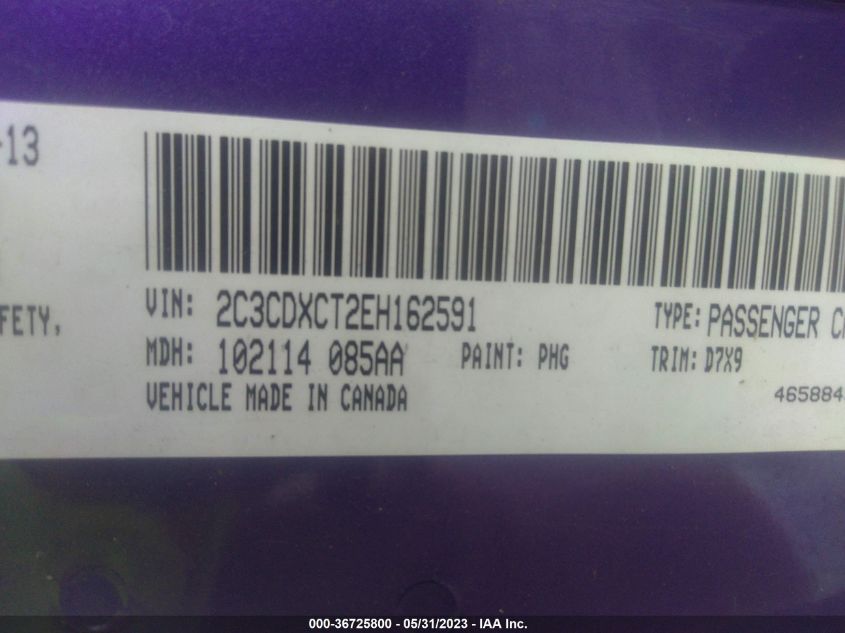 -13
FETY,
VIN: 2C3CDXCT2EH162591 TYPE: PASSENGER CA
MDH: 102114 085AA PAINT: PHG TRIM: D7X9
VEHICLE MADE IN CANADA 465884
000-36725800 - 05/31/2023 - IAA Inc.